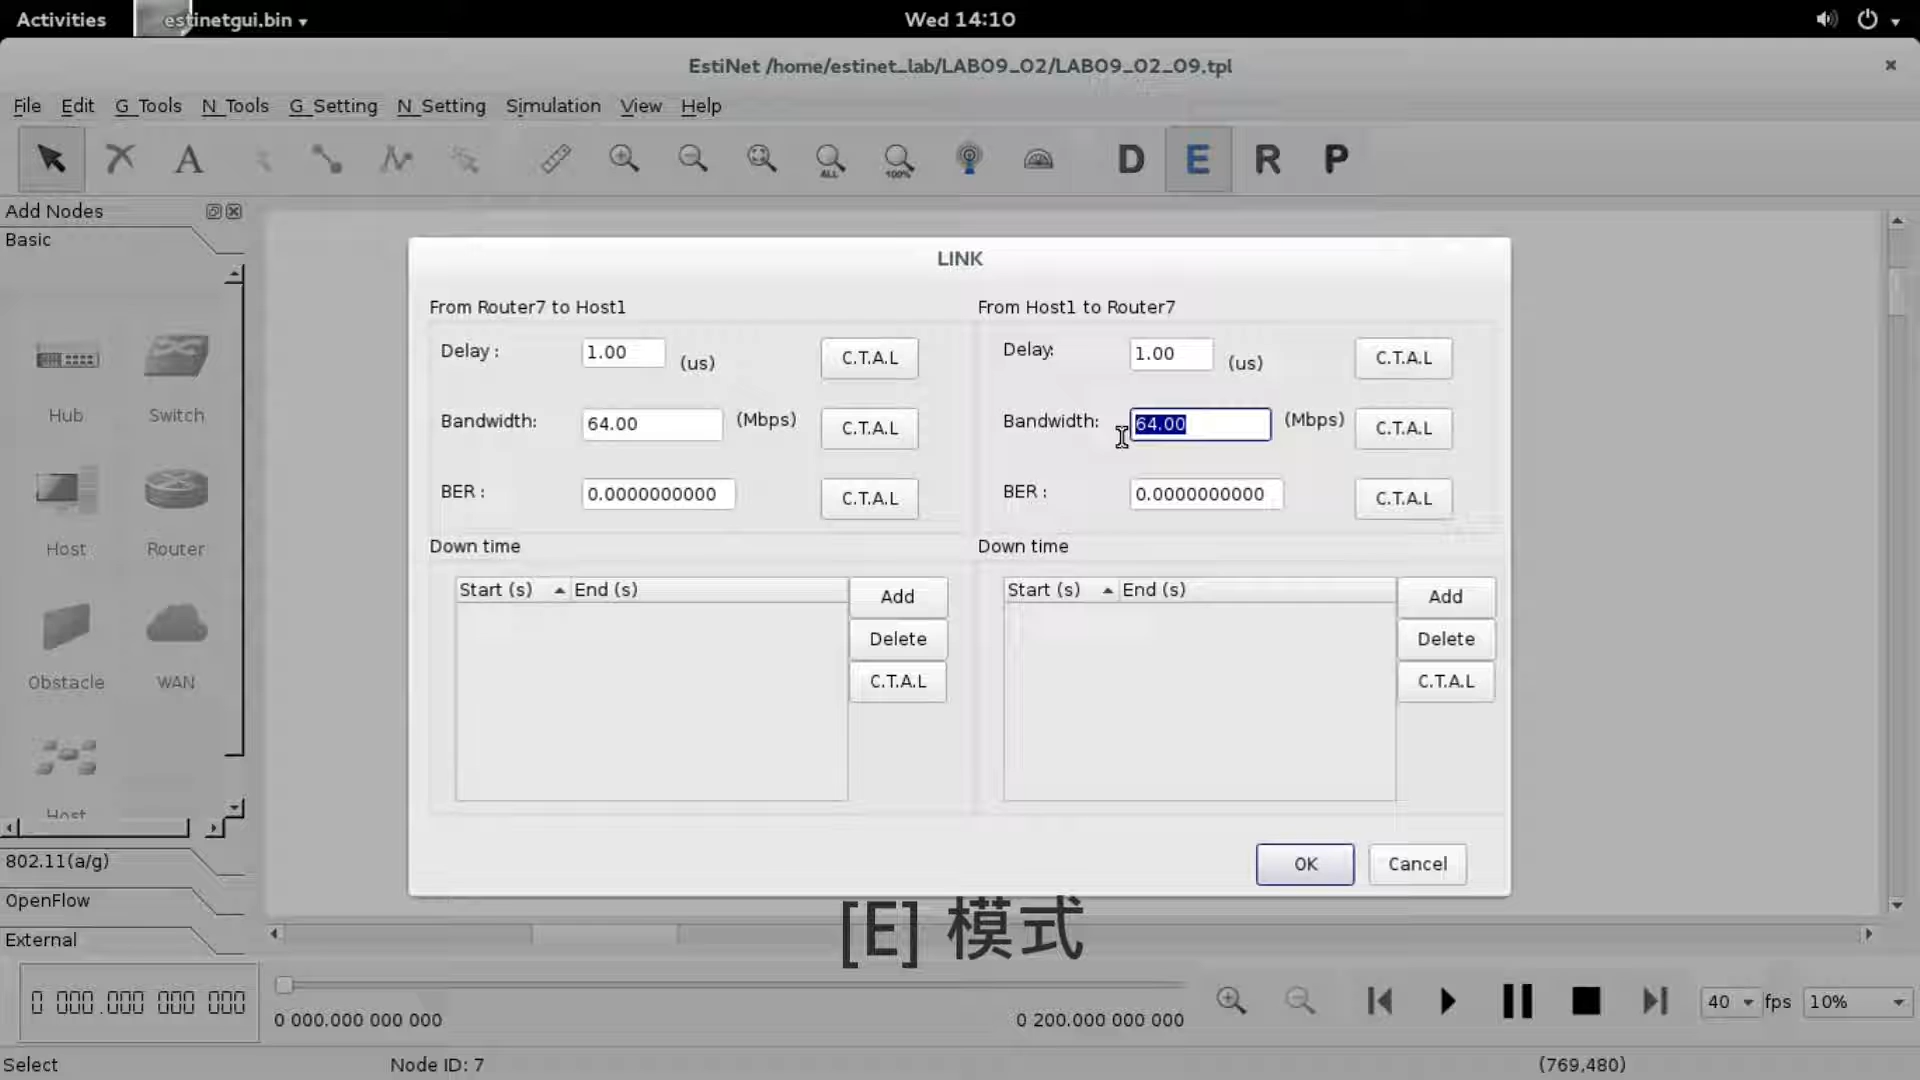 Activities estinetgui.bin Wed 14:10
EstiNet /home/estinet_lab/LAB09_02/LAB09_02_09.tpl
File Edit G_Tools N_Tools G_Setting N_Setting Simulation View Help
A ALL 100% D E R P
Add Nodes
Basic
Hub Switch
Host Router
Obstacle WAN
Host
802.11(a/g)
OpenFlow
External
LINK
From Router7 to Host1
Delay : 1.00 (us) C.T.A.L
Bandwidth: 64.00 (Mbps) C.T.A.L
BER : 0.0000000000 C.T.A.L
Down time
Start (s) End (s)
Add
Delete
C.T.A.L
From Host1 to Router7
Delay: 1.00 (us) C.T.A.L
Bandwidth: 64.00 (Mbps) C.T.A.L
BER : 0.0000000000 C.T.A.L
Down time
Start (s) End (s)
Add
Delete
C.T.A.L
OK Cancel
[E] 模式
0 000.000 000 000
0 000.000 000 000 0 200.000 000 000
40 fps 10%
Select Node ID: 7 (769,480)